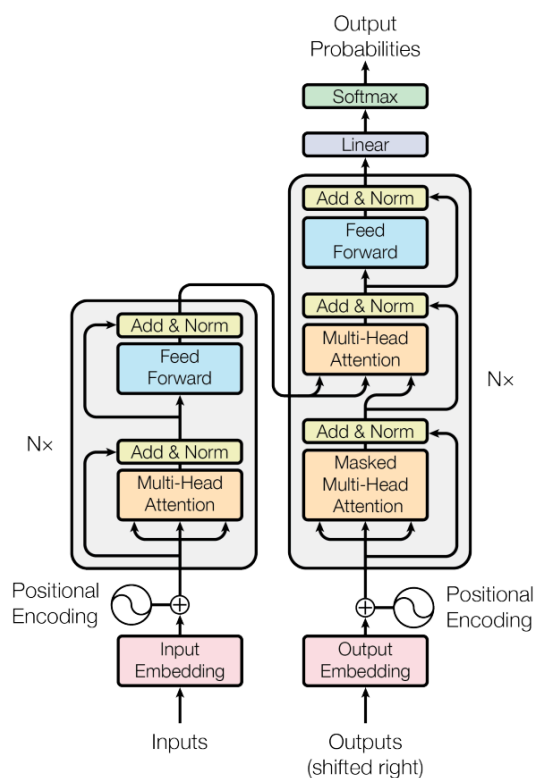 Output
Probabilities
Softmax
Linear
Add & Norm
Feed
Forward
Add & Norm
Multi-Head
Attention
Add & Norm
Masked
Multi-Head
Attention
Nx
Add & Norm
Feed
Forward
Add & Norm
Multi-Head
Attention
Nx
Positional
Encoding
Positional
Encoding
Input
Embedding
Output
Embedding
Inputs
Outputs
(shifted right)